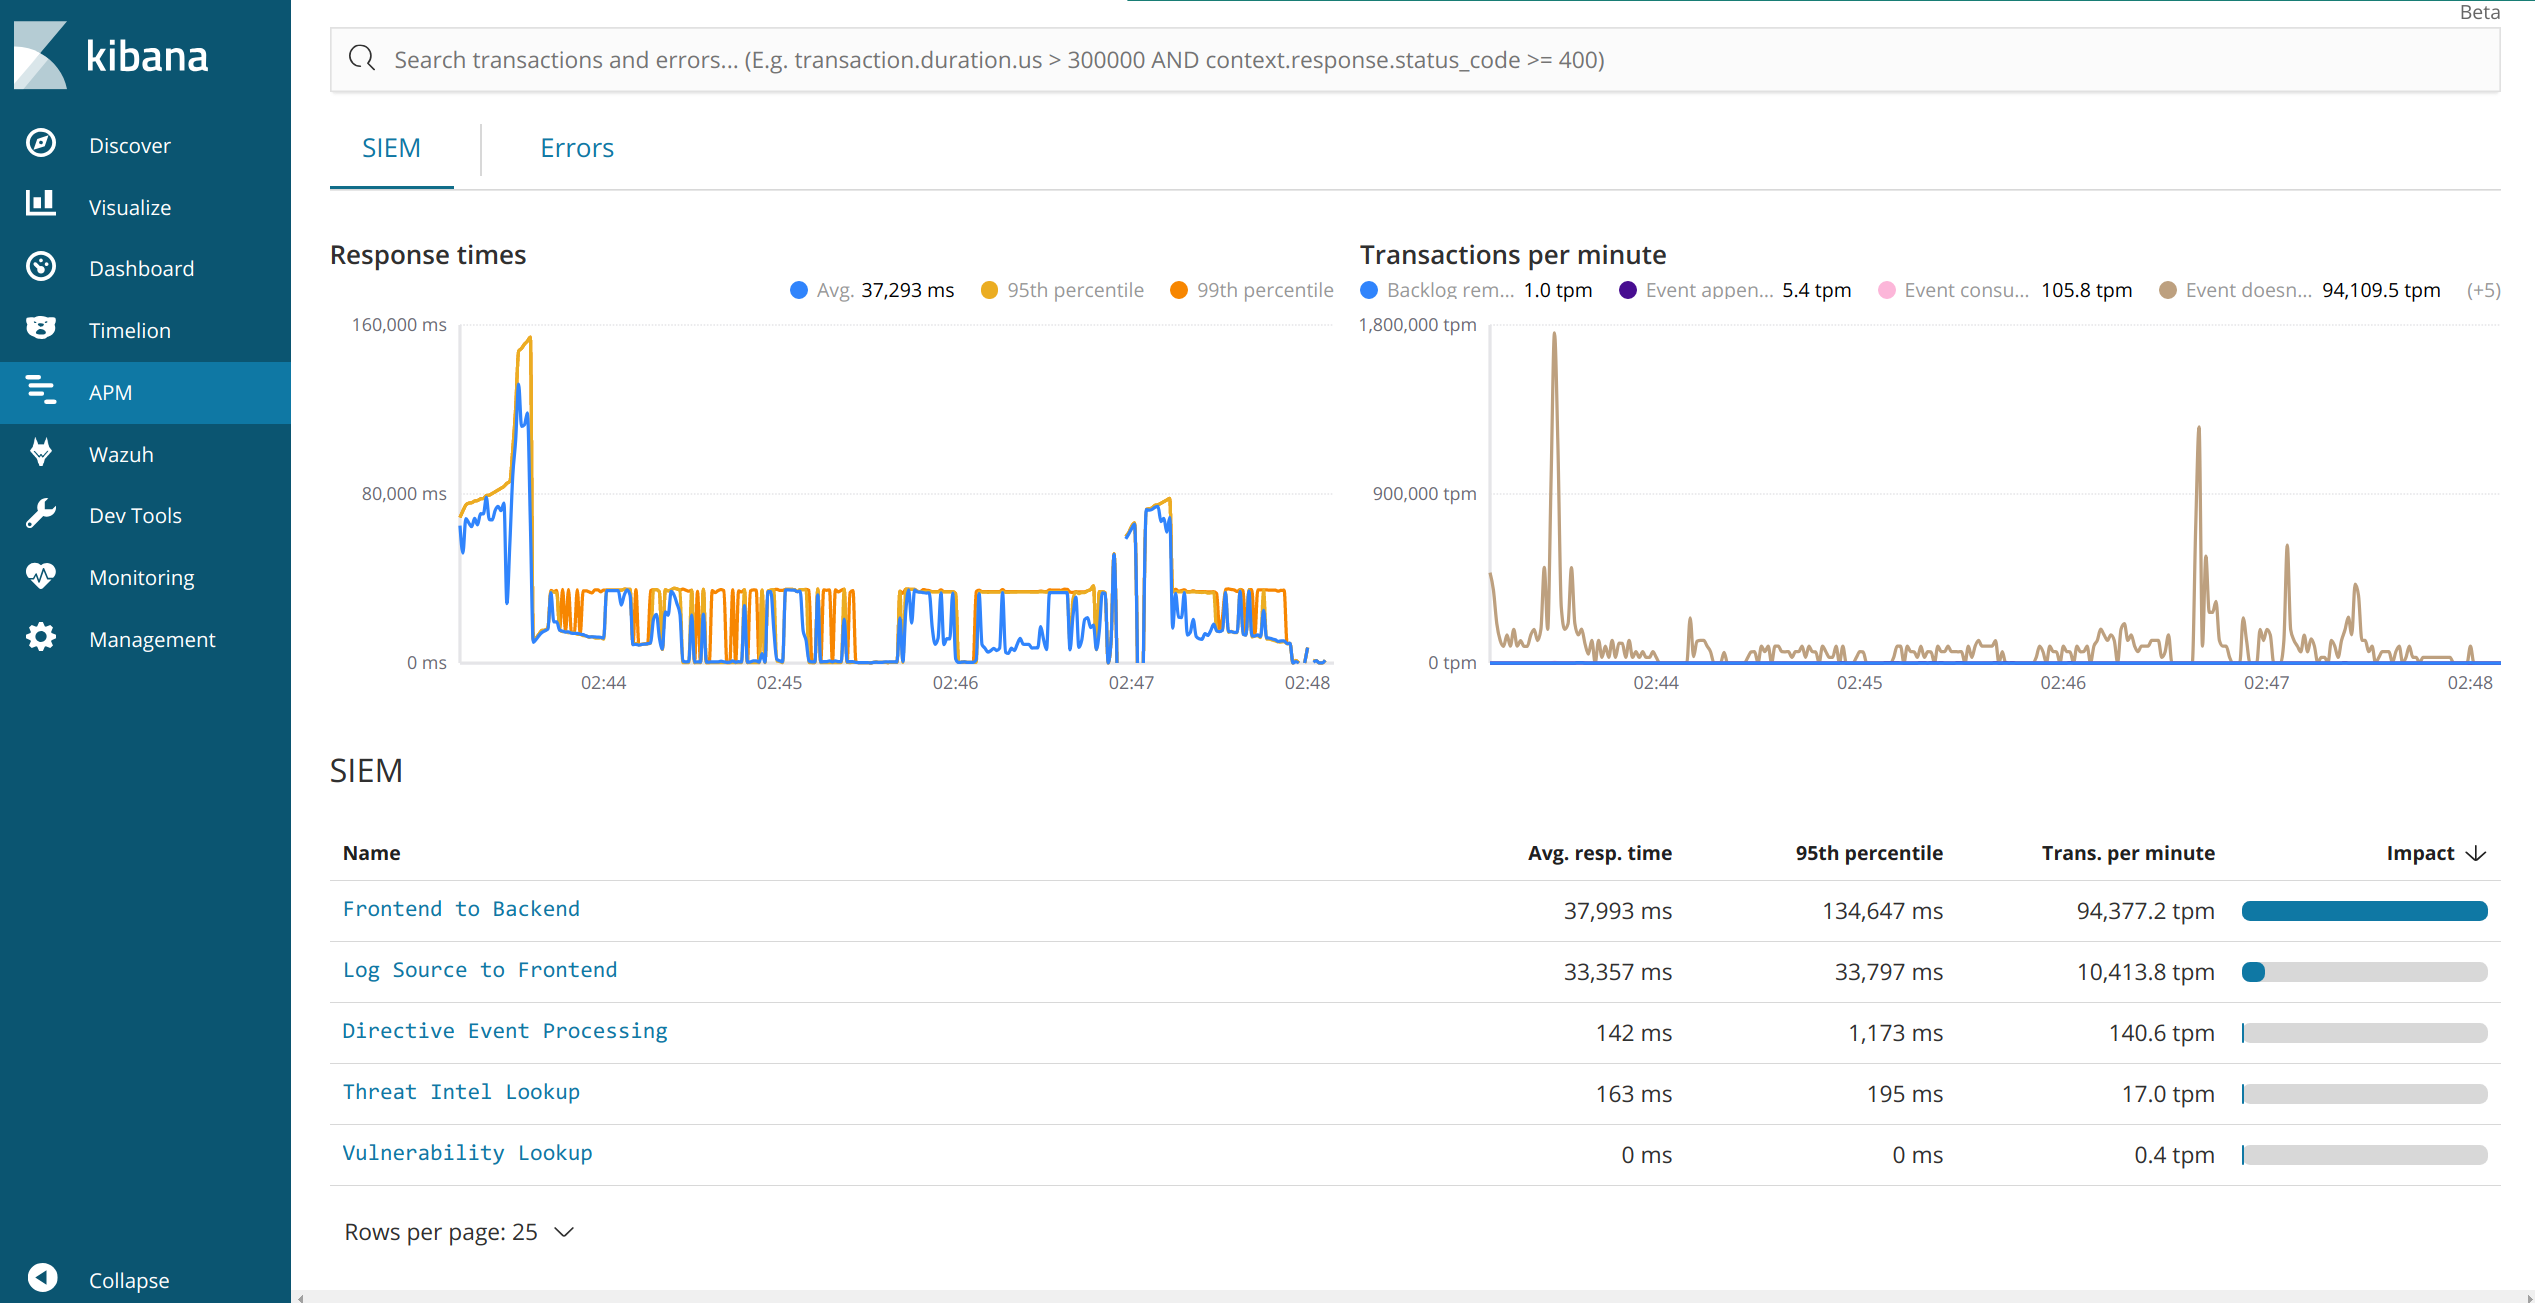 Beta
kibana
Search transactions and errors... (E.g. transaction.duration.us > 300000 AND context.response.status_code >= 400)
Discover
Visualize
Dashboard
Timelion
APM
Wazuh
Dev Tools
Monitoring
Management
Collapse
SIEM
Errors
Response times
Avg. 37,293 ms 95th percentile 99th percentile
160,000 ms
80,000 ms
0 ms
02:44 02:45 02:46 02:47 02:48
Transactions per minute
Backlog rem... 1.0 tpm Event appen... 5.4 tpm Event consu... 105.8 tpm Event doesn... 94,109.5 tpm (+5)
1,800,000 tpm
900,000 tpm
0 tpm
02:44 02:45 02:46 02:47 02:48
SIEM
Name Avg. resp. time 95th percentile Trans. per minute Impact
Frontend to Backend 37,993 ms 134,647 ms 94,377.2 tpm
Log Source to Frontend 33,357 ms 33,797 ms 10,413.8 tpm
Directive Event Processing 142 ms 1,173 ms 140.6 tpm
Threat Intel Lookup 163 ms 195 ms 17.0 tpm
Vulnerability Lookup 0 ms 0 ms 0.4 tpm
Rows per page: 25